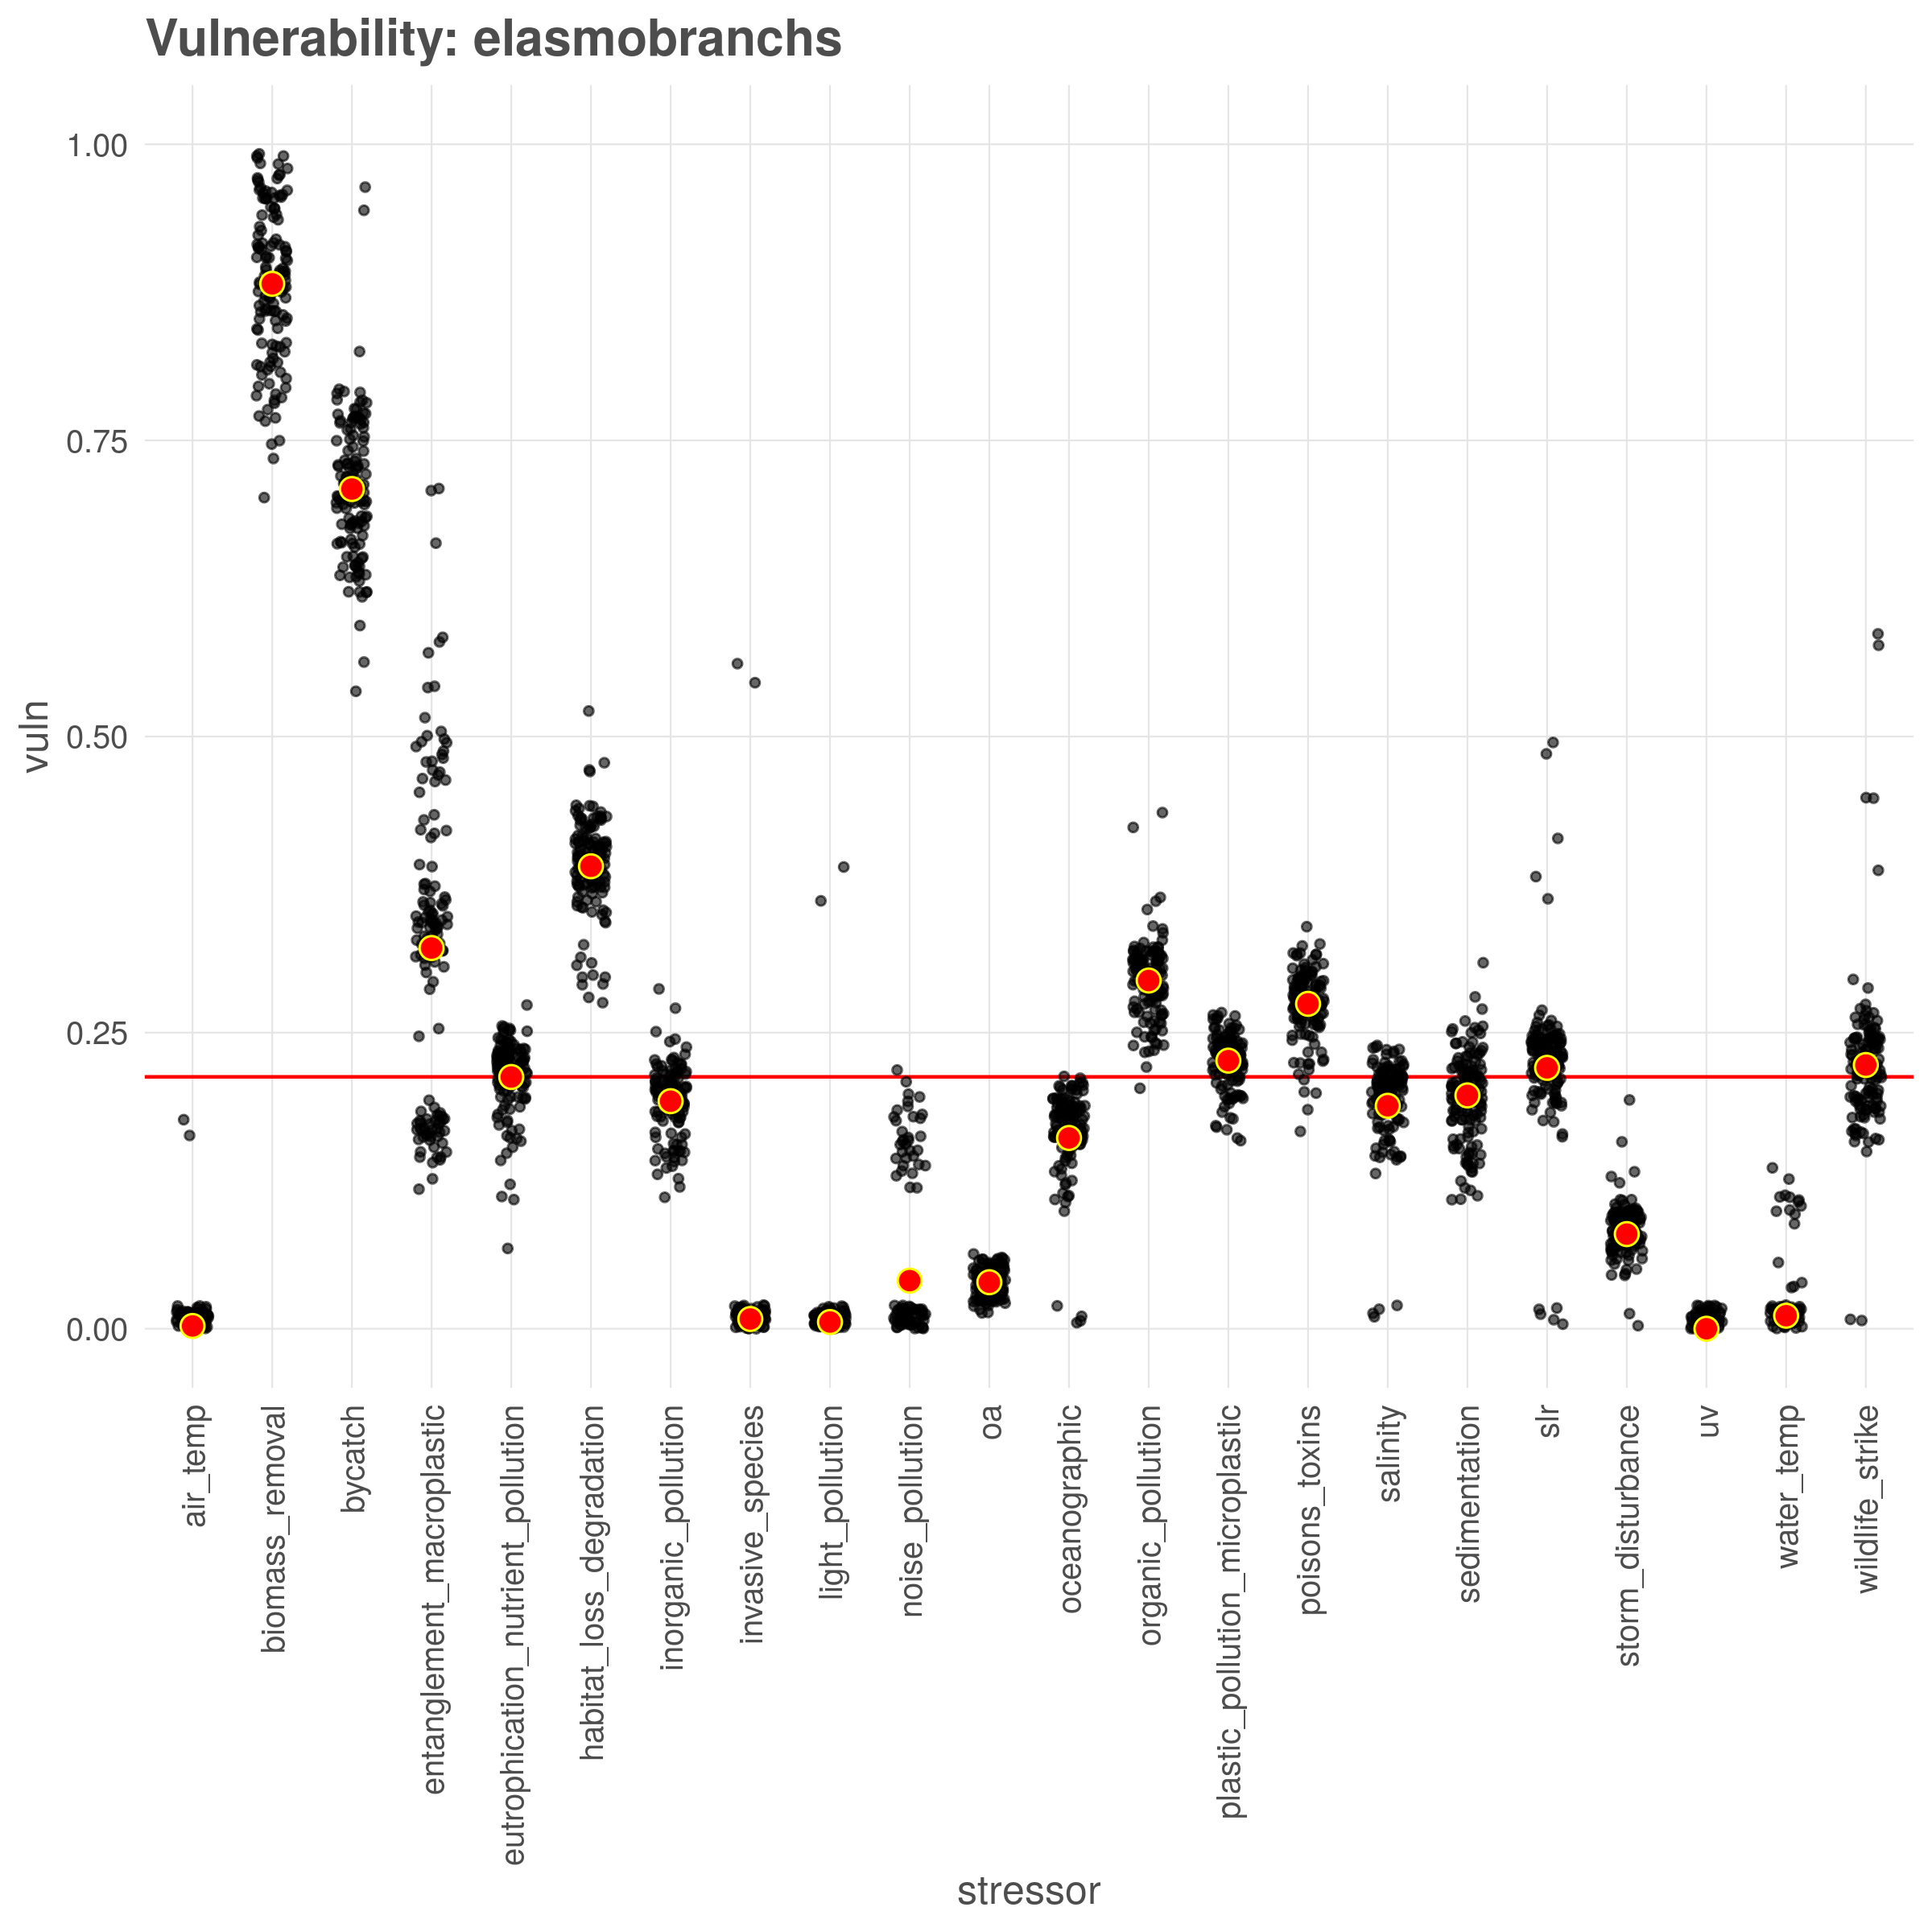 Vulnerability: elasmobranchs
vuln
1.00
0.75
0.50
0.25
0.00
air_temp
biomass_removal
bycatch
entanglement_macroplastic
eutrophication_nutrient_pollution
habitat_loss_degradation
inorganic_pollution
invasive_species
light_pollution
noise_pollution
oa
oceanographic
organic_pollution
plastic_pollution_microplastic
poisons_toxins
salinity
sedimentation
slr
storm_disturbance
uv
water_temp
wildlife_strike
stressor